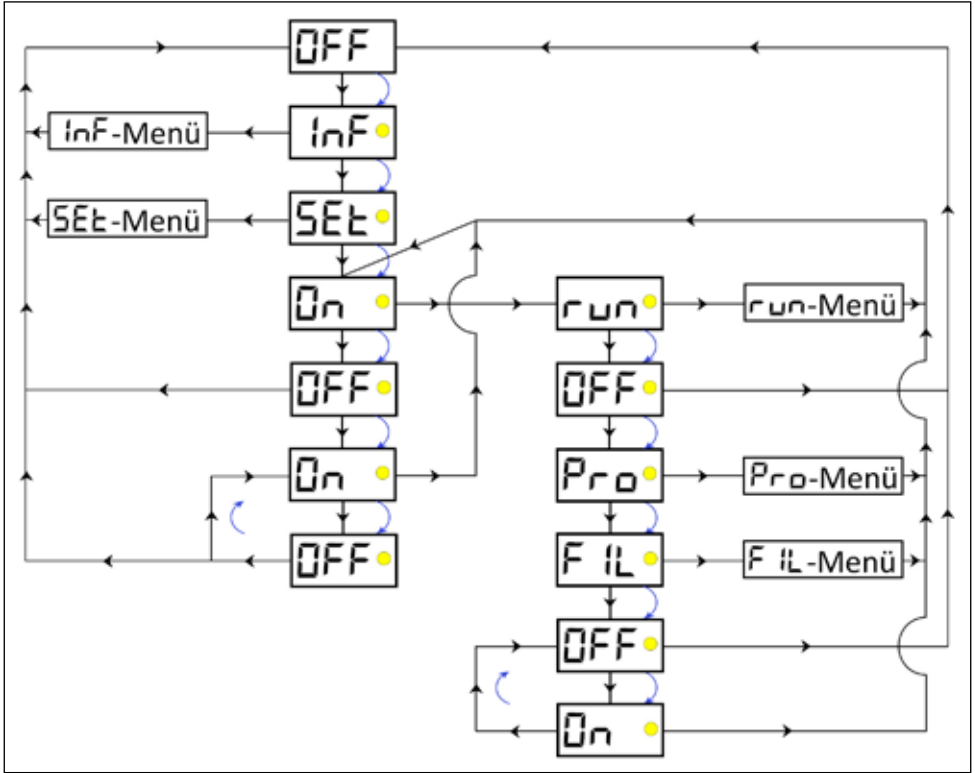 OFF
InF
InF-Menü
SEt
SEt-Menü
On
run
run-Menü
OFF
OFF
On
Pro
Pro-Menü
OFF
FIL
FIL-Menü
OFF
On